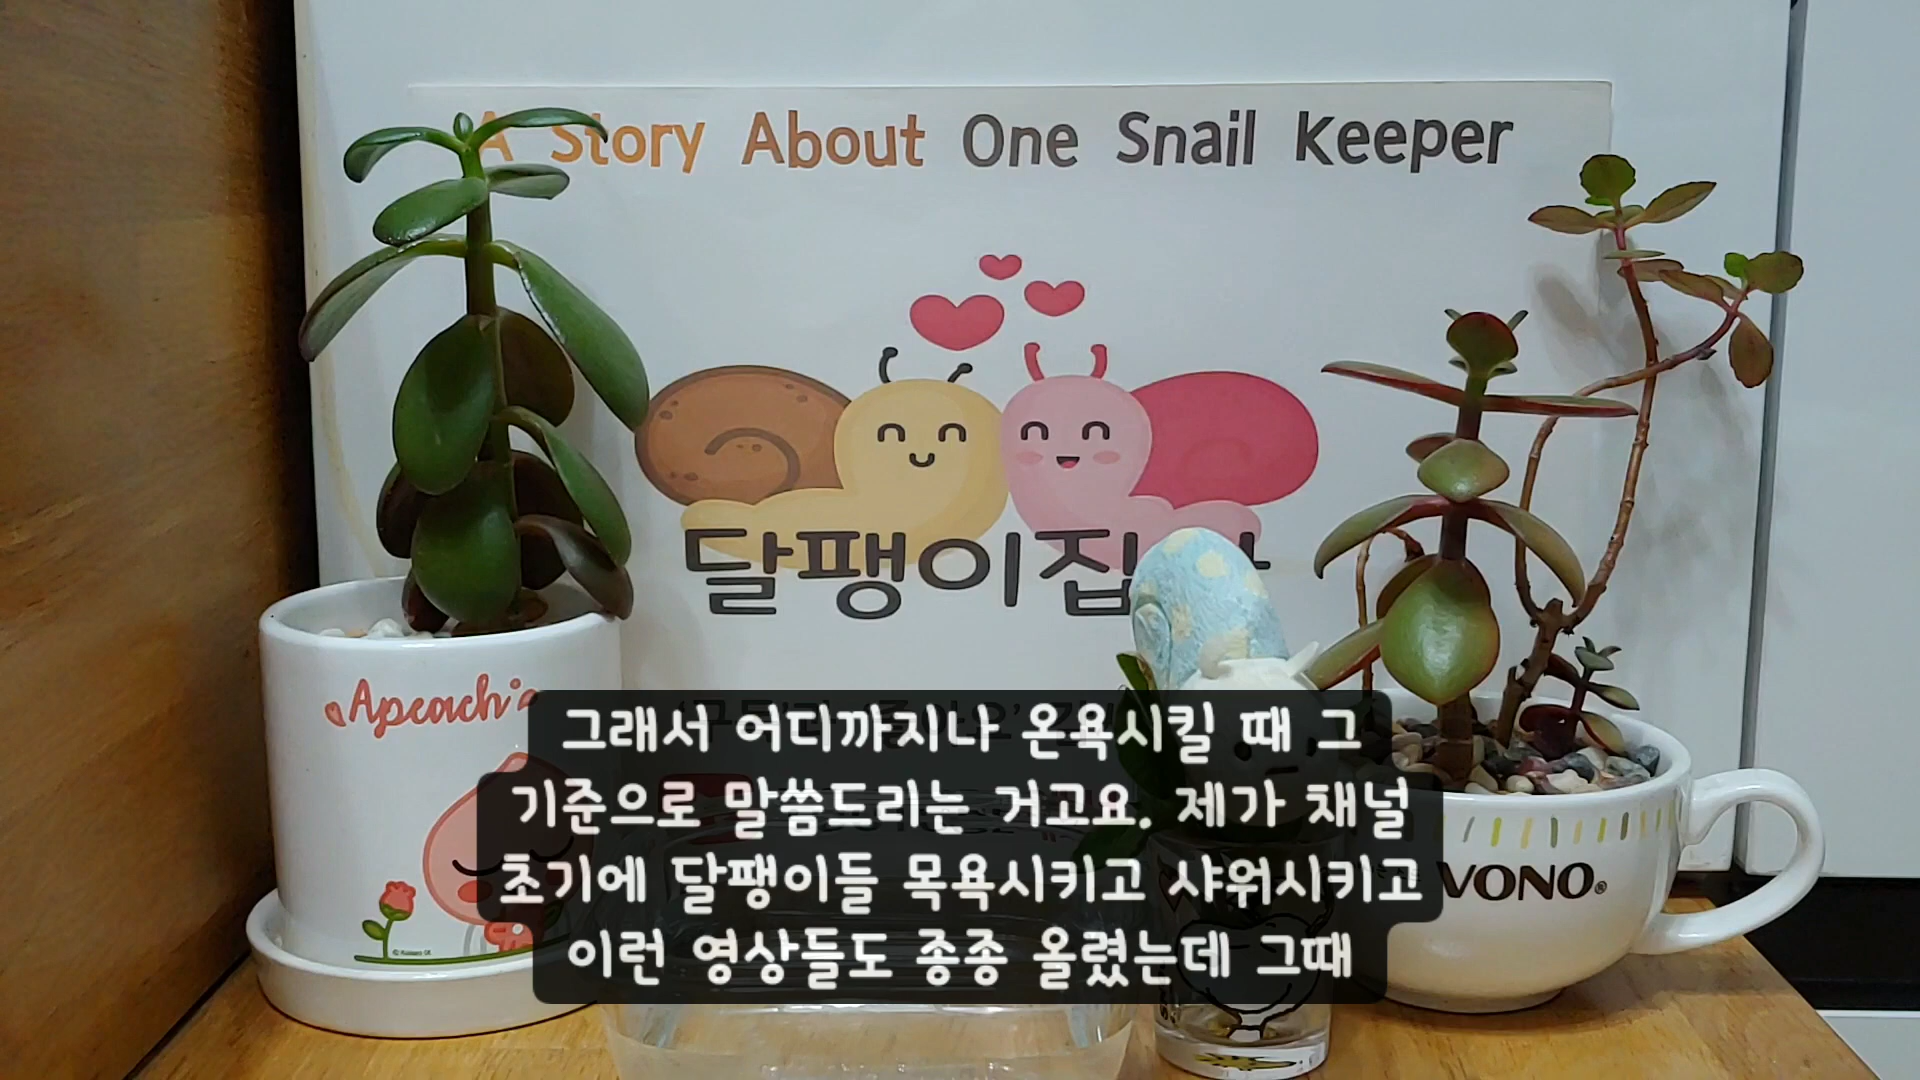 A Story About One Snail Keeper
달팽이집
Apeach's
VONO®
그래서 어디까지나 온욕시킬 때 그
기준으로 말씀드리는 거고요. 제가 채널
초기에 달팽이들 목욕시키고 샤워시키고
이런 영상들도 종종 올렸는데 그때